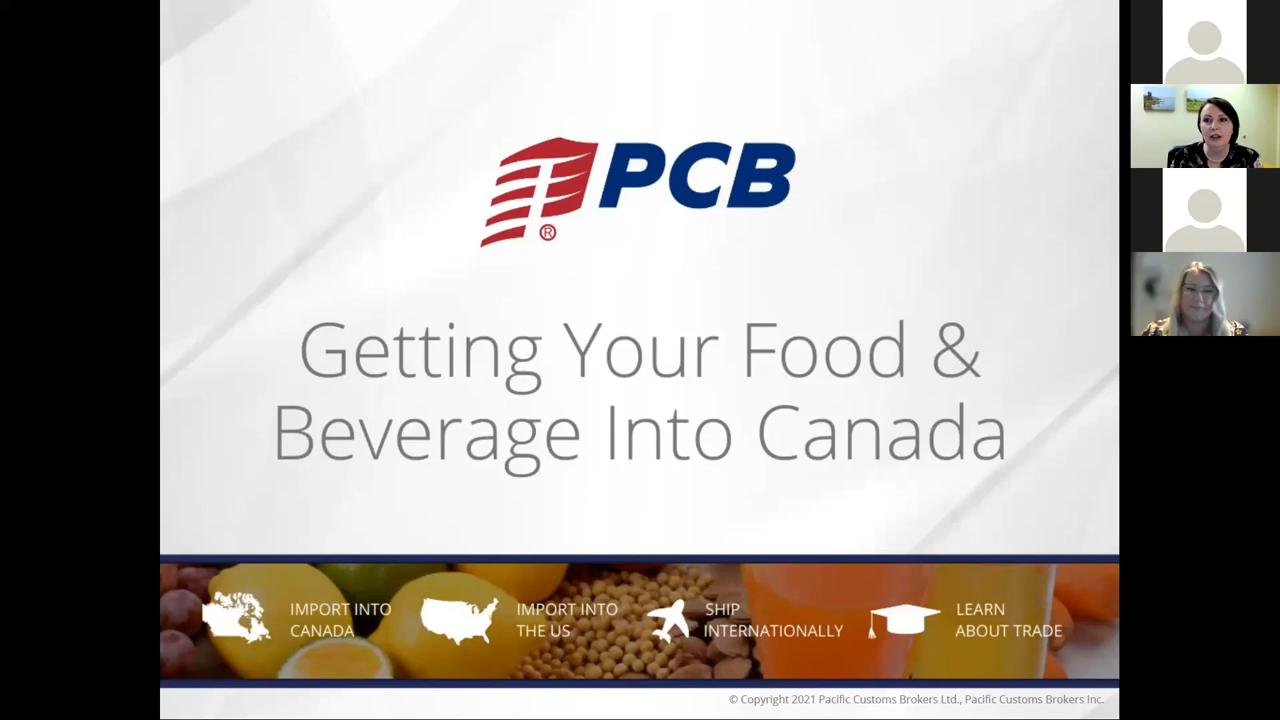 PCB
®
Getting Your Food &
Beverage Into Canada
IMPORT INTO
CANADA
IMPORT INTO
THE US
SHIP
INTERNATIONALLY
LEARN
ABOUT TRADE
© Copyright 2021 Pacific Customs Brokers Ltd., Pacific Customs Brokers Inc.